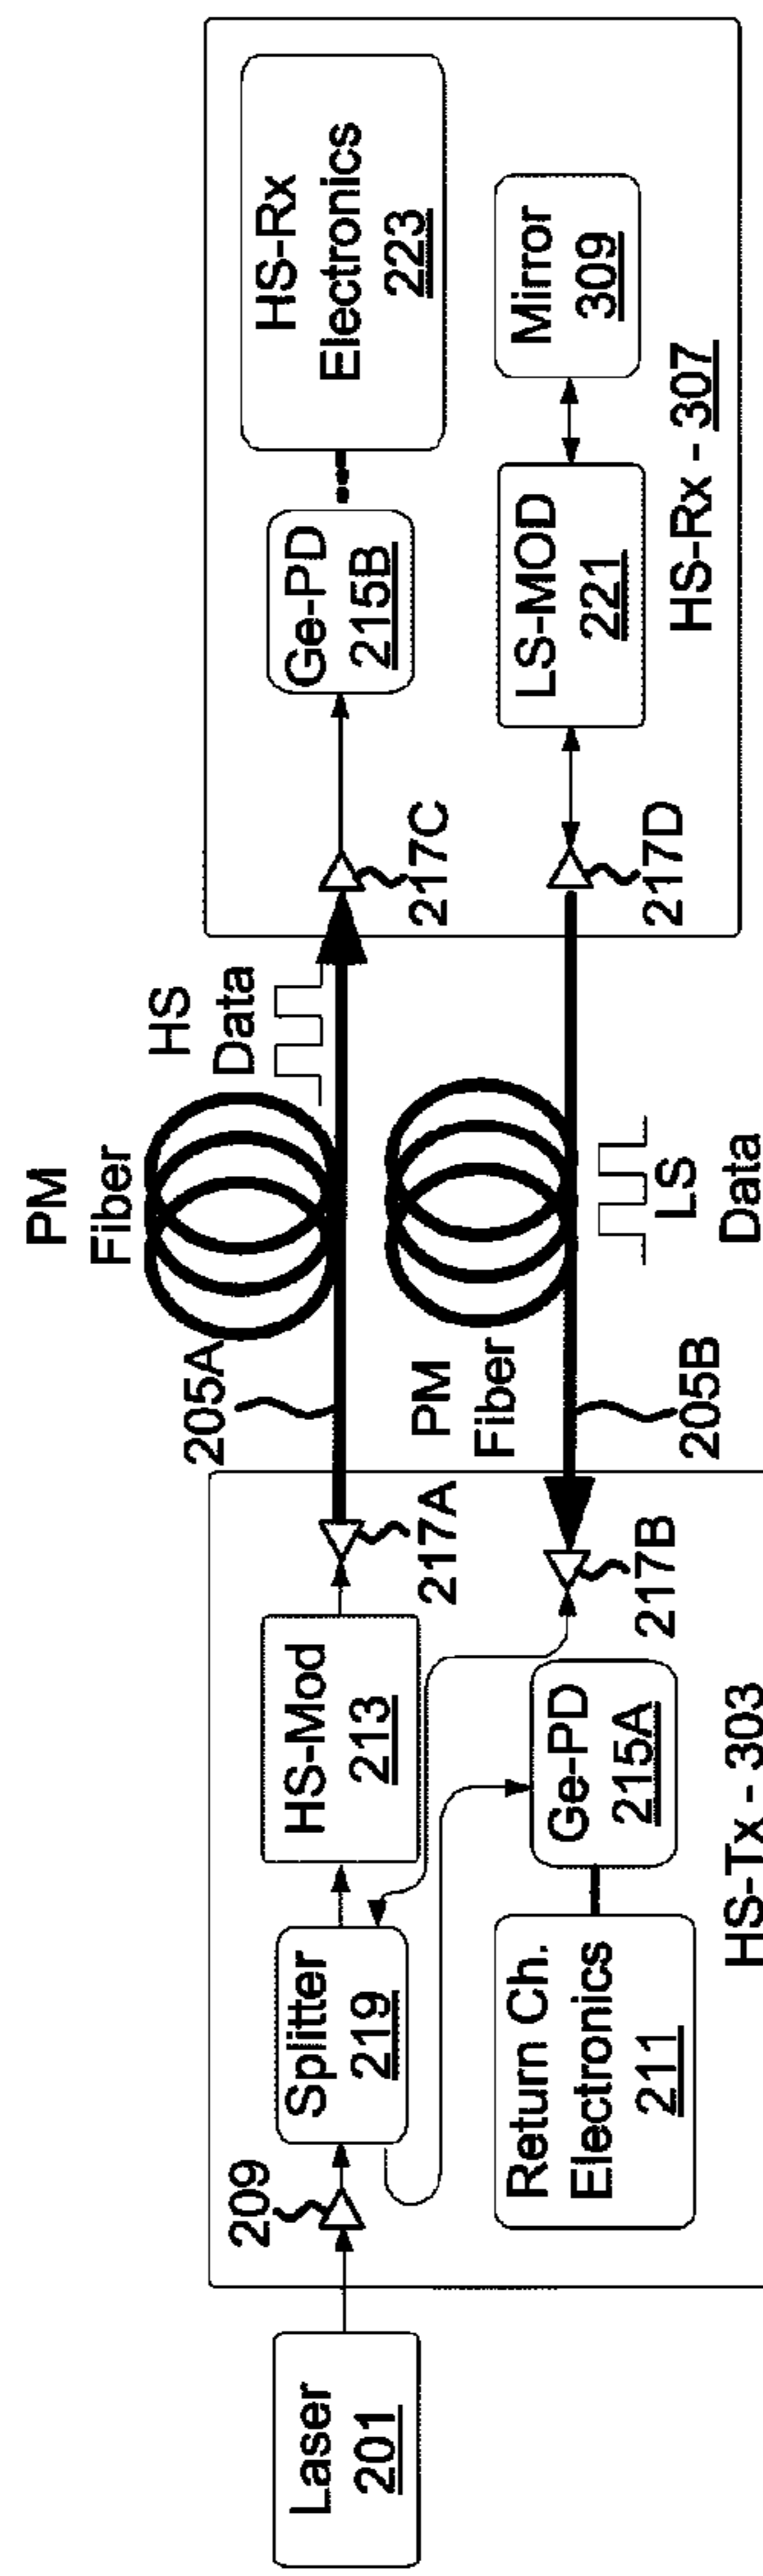 Laser
201
209
Splitter
219
HS-Mod
213
217A
Return Ch.
Electronics
211
Ge-PD
215A
217B
HS-Tx - 303
205A
PM
Fiber
HS
Data
PM
Fiber
205B
LS
Data
217C
Ge-PD
215B
HS-Rx
Electronics
223
217D
LS-MOD
221
Mirror
309
HS-Rx - 307